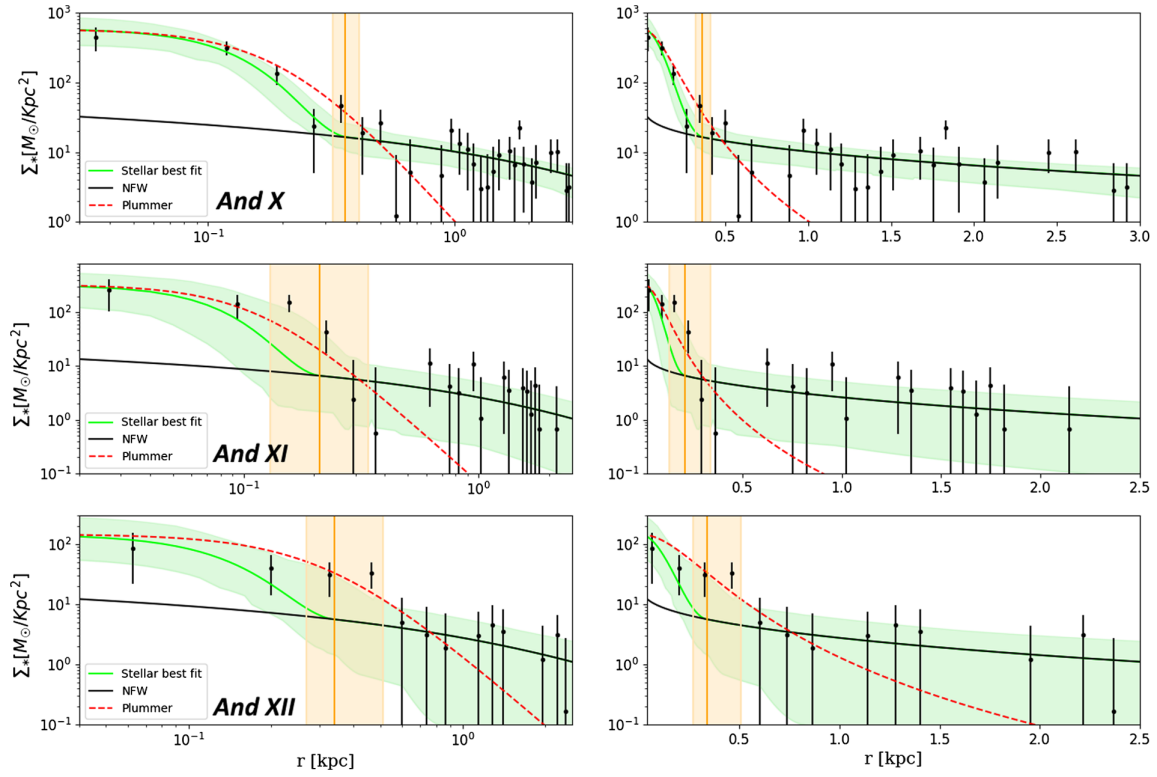 10³
10²
10¹
10⁰
Σ*[M⊙/Kpc²]
Stellar best fit
NFW
Plummer
And X
10⁻¹ 10⁰
10³
10²
10¹
10⁰
0.5 1.0 1.5 2.0 2.5 3.0
10²
10¹
10⁰
10⁻¹
Σ*[M⊙/Kpc²]
Stellar best fit
NFW
Plummer
And XI
10⁻¹ 10⁰
10²
10¹
10⁰
10⁻¹
0.5 1.0 1.5 2.0 2.5
10²
10¹
10⁰
10⁻¹
Σ*[M⊙/Kpc²]
Stellar best fit
NFW
Plummer
And XII
10⁻¹ 10⁰
r [kpc]
10²
10¹
10⁰
10⁻¹
0.5 1.0 1.5 2.0 2.5
r [kpc]